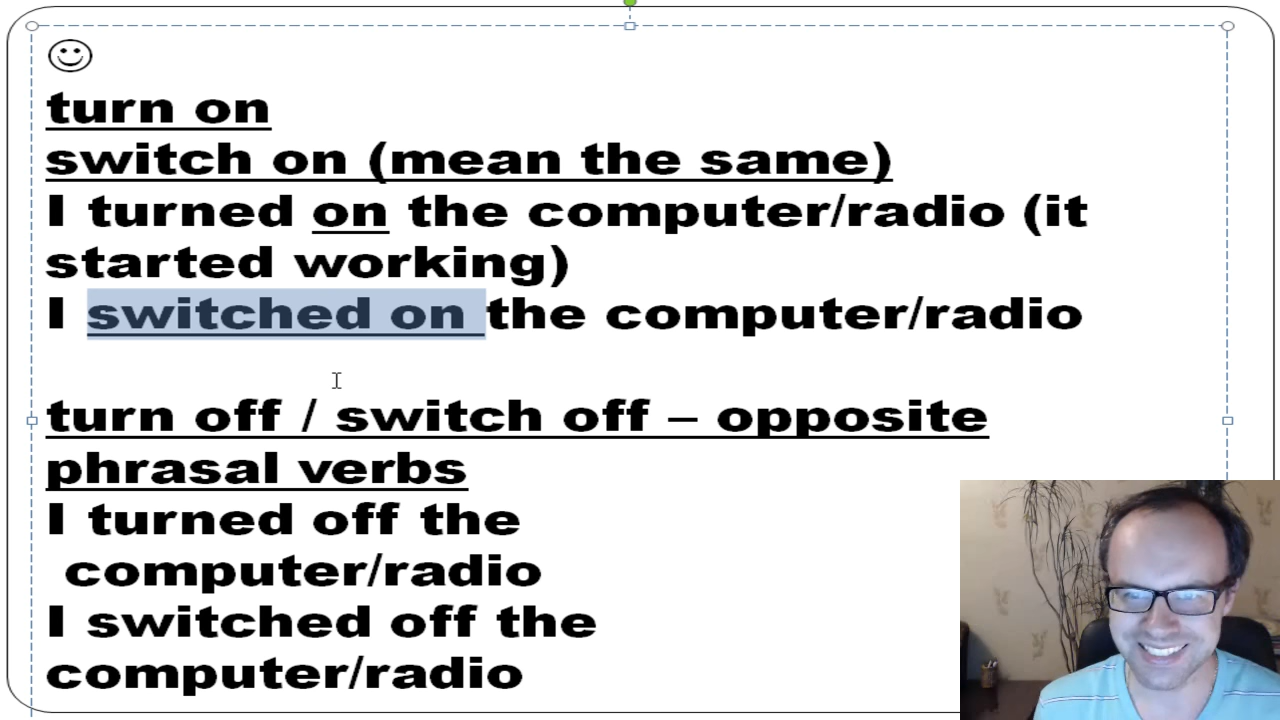 turn on
switch on (mean the same)
I turned on the computer/radio (it
started working)
I switched on the computer/radio
turn off / switch off – opposite
phrasal verbs
I turned off the
computer/radio
I switched off the
computer/radio